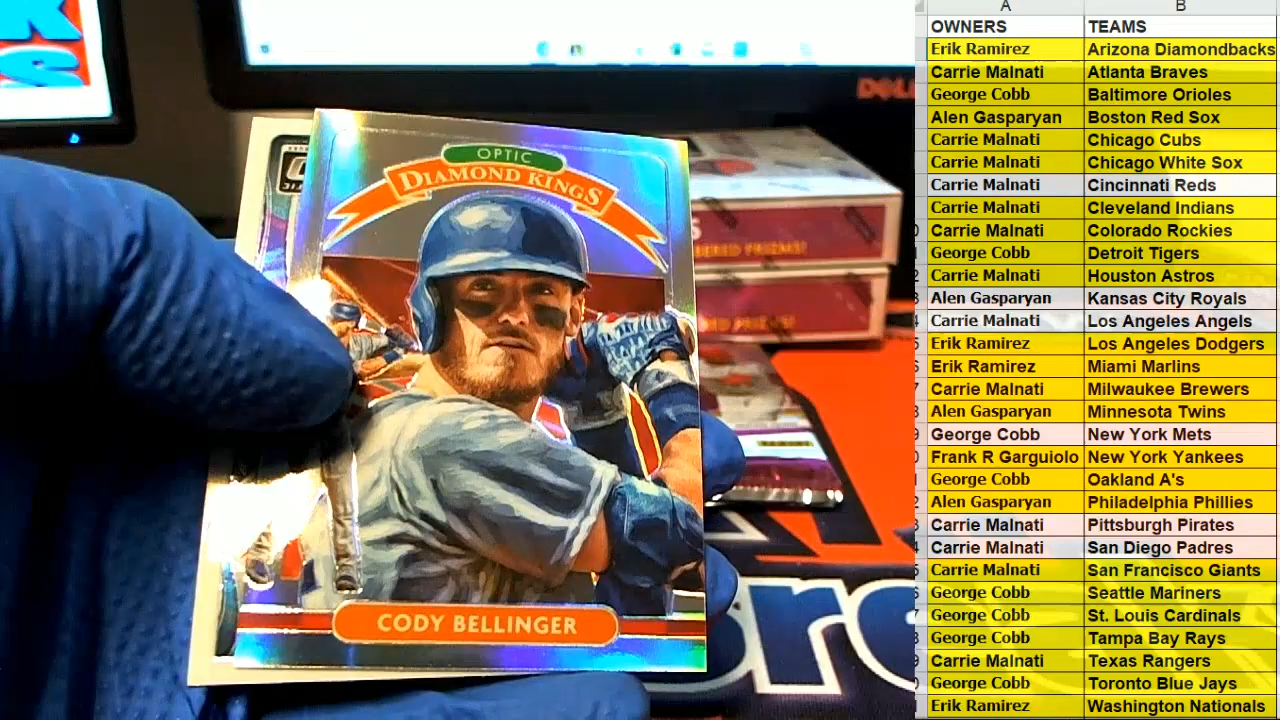 OPTIC
DIAMOND KINGS
CODY BELLINGER
DELL
A B
OWNERS TEAMS
Erik Ramirez Arizona Diamondbacks
Carrie Malnati Atlanta Braves
George Cobb Baltimore Orioles
Alen Gasparyan Boston Red Sox
Carrie Malnati Chicago Cubs
Carrie Malnati Chicago White Sox
Carrie Malnati Cincinnati Reds
Carrie Malnati Cleveland Indians
Carrie Malnati Colorado Rockies
George Cobb Detroit Tigers
Carrie Malnati Houston Astros
Alen Gasparyan Kansas City Royals
Carrie Malnati Los Angeles Angels
Erik Ramirez Los Angeles Dodgers
Erik Ramirez Miami Marlins
Carrie Malnati Milwaukee Brewers
Alen Gasparyan Minnesota Twins
George Cobb New York Mets
Frank R Garguiolo New York Yankees
George Cobb Oakland A's
Alen Gasparyan Philadelphia Phillies
Carrie Malnati Pittsburgh Pirates
Carrie Malnati San Diego Padres
Carrie Malnati San Francisco Giants
George Cobb Seattle Mariners
George Cobb St. Louis Cardinals
George Cobb Tampa Bay Rays
Carrie Malnati Texas Rangers
George Cobb Toronto Blue Jays
Erik Ramirez Washington Nationals